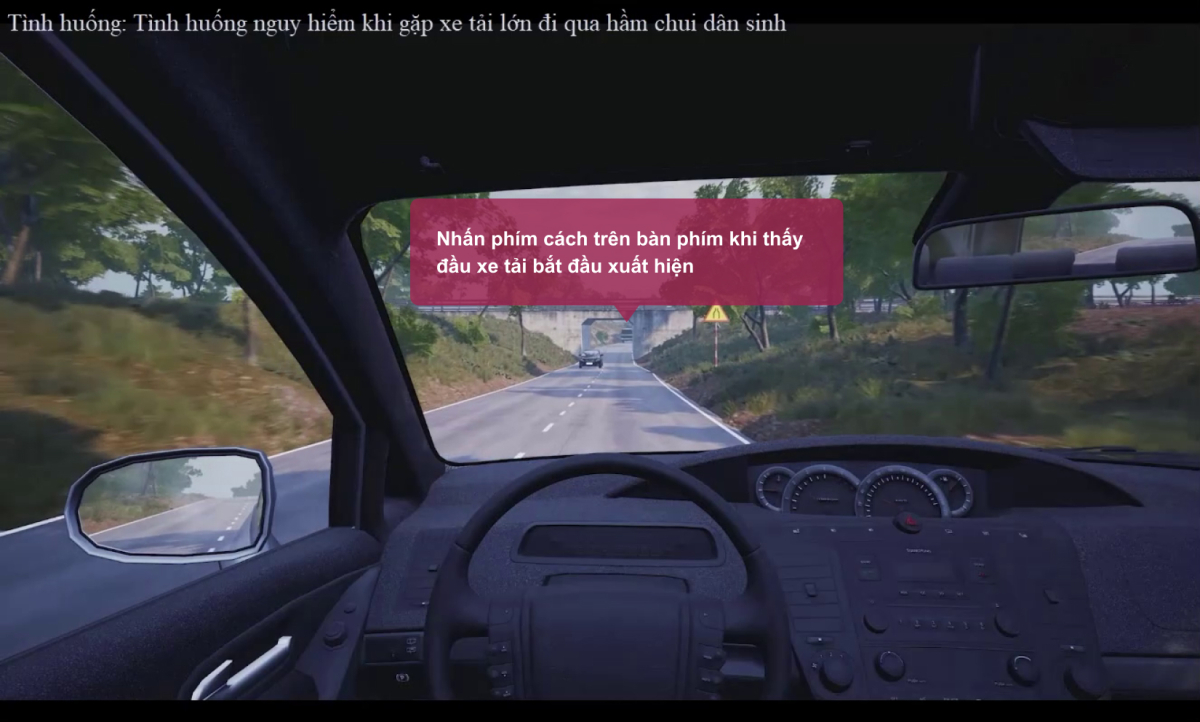 Tình huống: Tình huống nguy hiểm khi gặp xe tải lớn đi qua hầm chui dân sinh
Nhấn phím cách trên bàn phím khi thấy
đầu xe tải bắt đầu xuất hiện